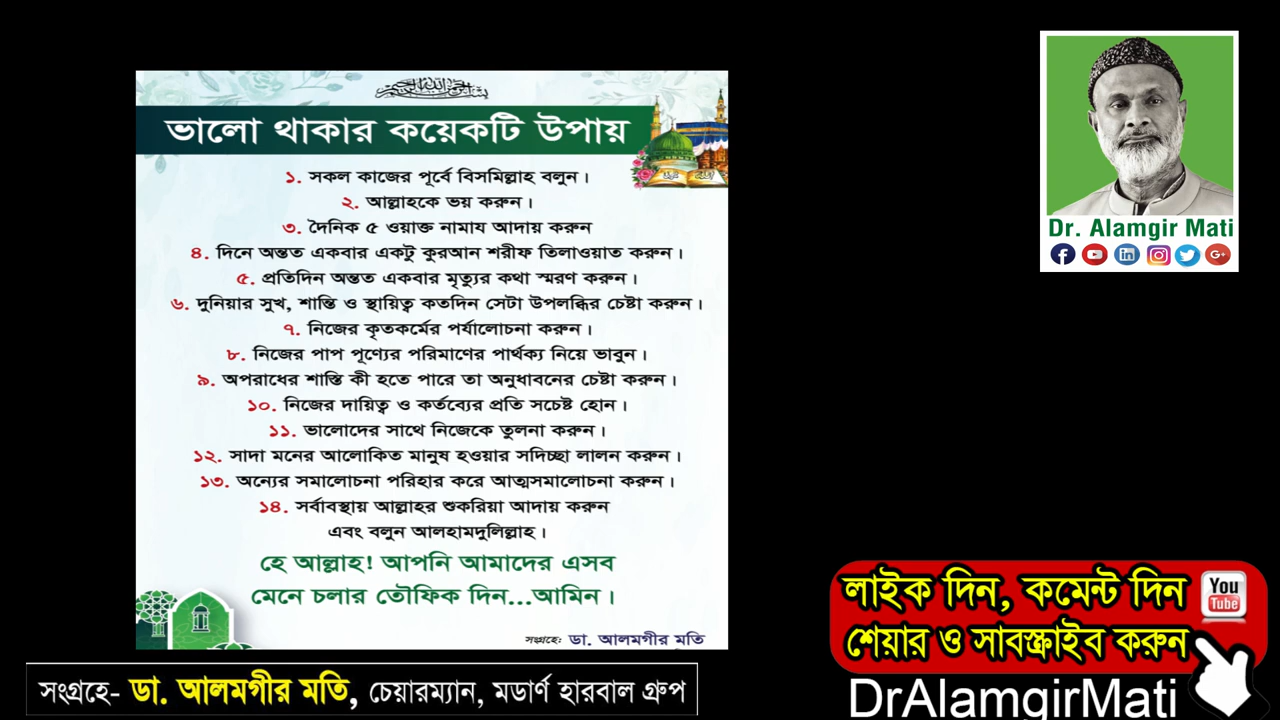 بسم الله الرحمن الرحيم
ভালো থাকার কয়েকটি উপায়
১. সকল কাজের পূর্বে বিসমিল্লাহ বলুন।
২. আল্লাহকে ভয় করুন।
৩. দৈনিক ৫ ওয়াক্ত নামায আদায় করুন
৪. দিনে অন্তত একবার একটু কুরআন শরীফ তিলাওয়াত করুন।
৫. প্রতিদিন অন্তত একবার মৃত্যুর কথা স্মরণ করুন।
৬. দুনিয়ার সুখ, শান্তি ও স্থায়িত্ব কতদিন সেটা উপলব্ধির চেষ্টা করুন।
৭. নিজের কৃতকর্মের পর্যালোচনা করুন।
৮. নিজের পাপ পূণ্যের পরিমাণের পার্থক্য নিয়ে ভাবুন।
৯. অপরাধের শাস্তি কী হতে পারে তা অনুধাবনের চেষ্টা করুন।
১০. নিজের দায়িত্ব ও কর্তব্যের প্রতি সচেষ্ট হোন।
১১. ভালোদের সাথে নিজেকে তুলনা করুন।
১২. সাদা মনের আলোকিত মানুষ হওয়ার সদিচ্ছা লালন করুন।
১৩. অন্যের সমালোচনা পরিহার করে আত্মসমালোচনা করুন।
১৪. সর্বাবস্থায় আল্লাহর শুকরিয়া আদায় করুন
এবং বলুন আলহামদুলিল্লাহ।
হে আল্লাহ! আপনি আমাদের এসব
মেনে চলার তৌফিক দিন...আমিন।
সংগ্রহে: ডা. আলমগীর মতি
সংগ্রহে- ডা. আলমগীর মতি, চেয়ারম্যান, মডার্ণ হারবাল গ্রুপ
Dr. Alamgir Mati
লাইক দিন, কমেন্ট দিন
You Tube
শেয়ার ও সাবস্ক্রাইব করুন
DrAlamgirMati